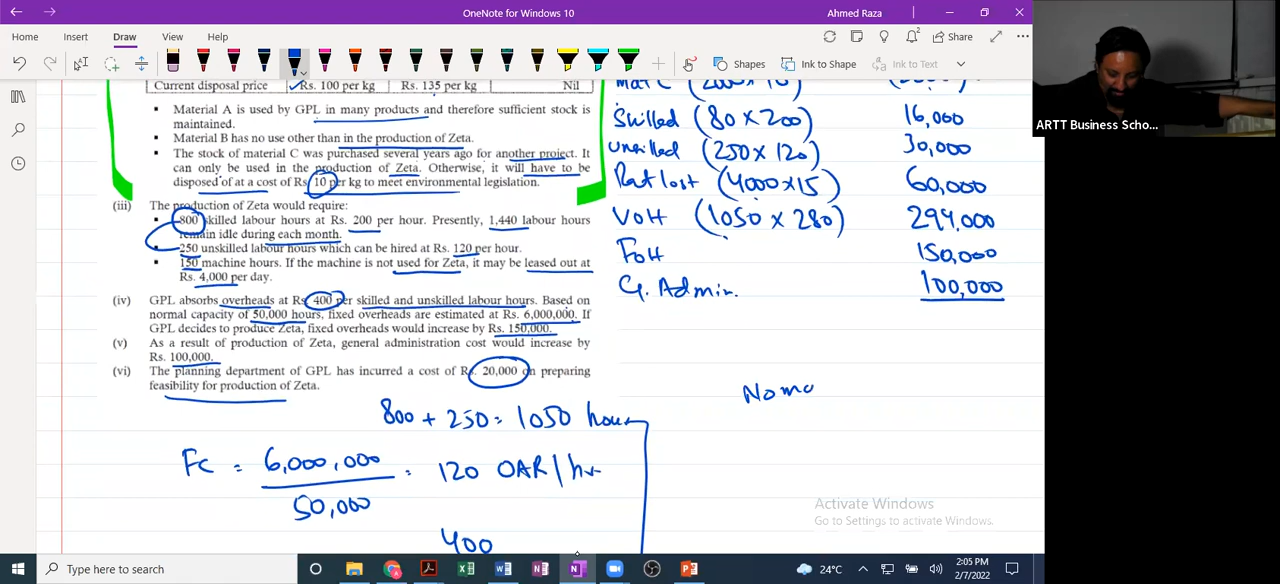 OneNote for Windows 10
Ahmed Raza
Home Insert Draw View Help
Share
Shapes
Ink to Shape
Ink to Text
Current disposal price Rs. 100 per kg Rs. 135 per kg Nil
Material A is used by GPL in many products and therefore sufficient stock is
maintained.
Material B has no use other than in the production of Zeta.
The stock of material C was purchased several years ago for another project. It
can only be used in the production of Zeta. Otherwise, it will have to be
disposed of at a cost of Rs. 10 per kg to meet environmental legislation.
(iii) The production of Zeta would require:
800 skilled labour hours at Rs. 200 per hour. Presently, 1,440 labour hours
remain idle during each month.
250 unskilled labour hours which can be hired at Rs. 120 per hour.
150 machine hours. If the machine is not used for Zeta, it may be leased out at
Rs. 4,000 per day.
(iv) GPL absorbs overheads at Rs. 400 per skilled and unskilled labour hours. Based on
normal capacity of 50,000 hours, fixed overheads are estimated at Rs. 6,000,000. If
GPL decides to produce Zeta, fixed overheads would increase by Rs. 150,000.
(v) As a result of production of Zeta, general administration cost would increase by
Rs. 100,000.
(vi) The planning department of GPL has incurred a cost of Rs. 20,000 on preparing
feasibility for production of Zeta.
800 + 250 = 1050 hours
FC = 6,000,000 = 120 OAR/hr
50,000
400
Mat C (200x10)
Skilled (80 x 200) 16,000
unskilled (250 x 120) 30,000
Rent lost (4000 x 15) 60,000
VOH (1050 x 280) 294,000
FOH 150,000
G. Admin. 100,000
Noma
ARTT Business Scho...
Activate Windows
Go to Settings to activate Windows.
Type here to search
24°C
2:05 PM
2/7/2022